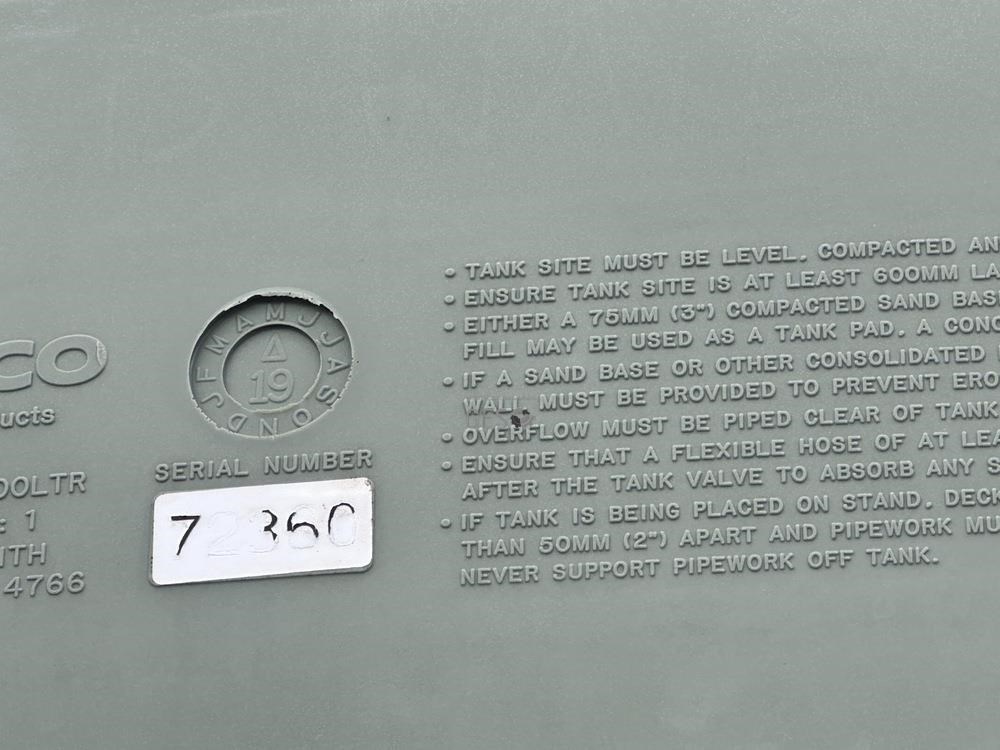 CO
ucts
OOLTR
: 1
ITH
4766
J F M A M J J A S O N D
19
SERIAL NUMBER
72360
• TANK SITE MUST BE LEVEL. COMPACTED AN
• ENSURE TANK SITE IS AT LEAST 600MM LA
• EITHER A 75MM (3") COMPACTED SAND BAS
FILL MAY BE USED AS A TANK PAD. A CONC
• IF A SAND BASE OR OTHER CONSOLIDATED
WALL MUST BE PROVIDED TO PREVENT ERO
• OVERFLOW MUST BE PIPED CLEAR OF TANK
• ENSURE THAT A FLEXIBLE HOSE OF AT LEA
AFTER THE TANK VALVE TO ABSORB ANY S
• IF TANK IS BEING PLACED ON STAND. DECK
THAN 50MM (2") APART AND PIPEWORK MU
NEVER SUPPORT PIPEWORK OFF TANK.